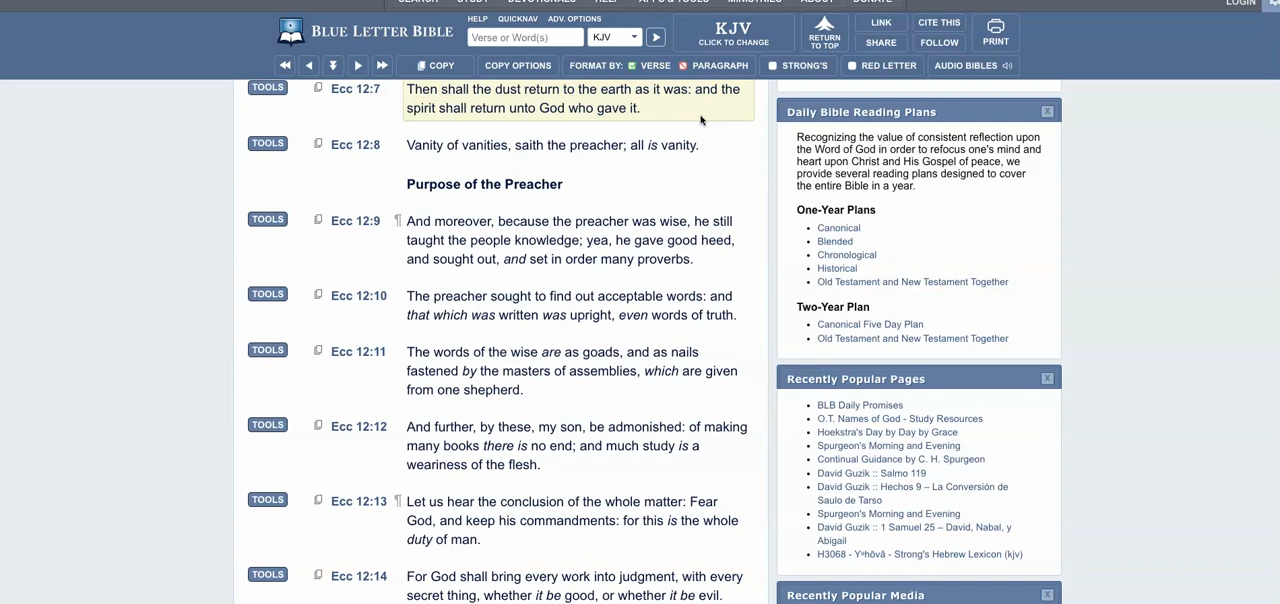 SEARCH STUDY DEVOTIONALS HELP APPS & TOOLS MINISTRIES ABOUT DONATE
LOGIN
BLUE LETTER BIBLE
HELP QUICKNAV ADV. OPTIONS
Verse or Word(s) KJV
KJV
CLICK TO CHANGE
RETURN
TO TOP
LINK CITE THIS
SHARE FOLLOW
PRINT
COPY COPY OPTIONS FORMAT BY: VERSE PARAGRAPH STRONG'S RED LETTER AUDIO BIBLES
TOOLS Ecc 12:7 Then shall the dust return to the earth as it was: and the
spirit shall return unto God who gave it.
TOOLS Ecc 12:8 Vanity of vanities, saith the preacher; all is vanity.
Purpose of the Preacher
TOOLS Ecc 12:9 ¶ And moreover, because the preacher was wise, he still
taught the people knowledge; yea, he gave good heed,
and sought out, and set in order many proverbs.
TOOLS Ecc 12:10 The preacher sought to find out acceptable words: and
that which was written was upright, even words of truth.
TOOLS Ecc 12:11 The words of the wise are as goads, and as nails
fastened by the masters of assemblies, which are given
from one shepherd.
TOOLS Ecc 12:12 And further, by these, my son, be admonished: of making
many books there is no end; and much study is a
weariness of the flesh.
TOOLS Ecc 12:13 ¶ Let us hear the conclusion of the whole matter: Fear
God, and keep his commandments: for this is the whole
duty of man.
TOOLS Ecc 12:14 For God shall bring every work into judgment, with every
secret thing, whether it be good, or whether it be evil.
Daily Bible Reading Plans X
Recognizing the value of consistent reflection upon
the Word of God in order to refocus one's mind and
heart upon Christ and His Gospel of peace, we
provide several reading plans designed to cover
the entire Bible in a year.
One-Year Plans
• Canonical
• Blended
• Chronological
• Historical
• Old Testament and New Testament Together
Two-Year Plan
• Canonical Five Day Plan
• Old Testament and New Testament Together
Recently Popular Pages X
• BLB Daily Promises
• O.T. Names of God - Study Resources
• Hoekstra's Day by Day by Grace
• Spurgeon's Morning and Evening
• Continual Guidance by C. H. Spurgeon
• David Guzik :: Salmo 119
• David Guzik :: Hechos 9 – La Conversión de
Saulo de Tarso
• Spurgeon's Morning and Evening
• David Guzik :: 1 Samuel 25 – David, Nabal, y
Abigail
• H3068 - Yᵊhōvâ - Strong's Hebrew Lexicon (kjv)
Recently Popular Media X